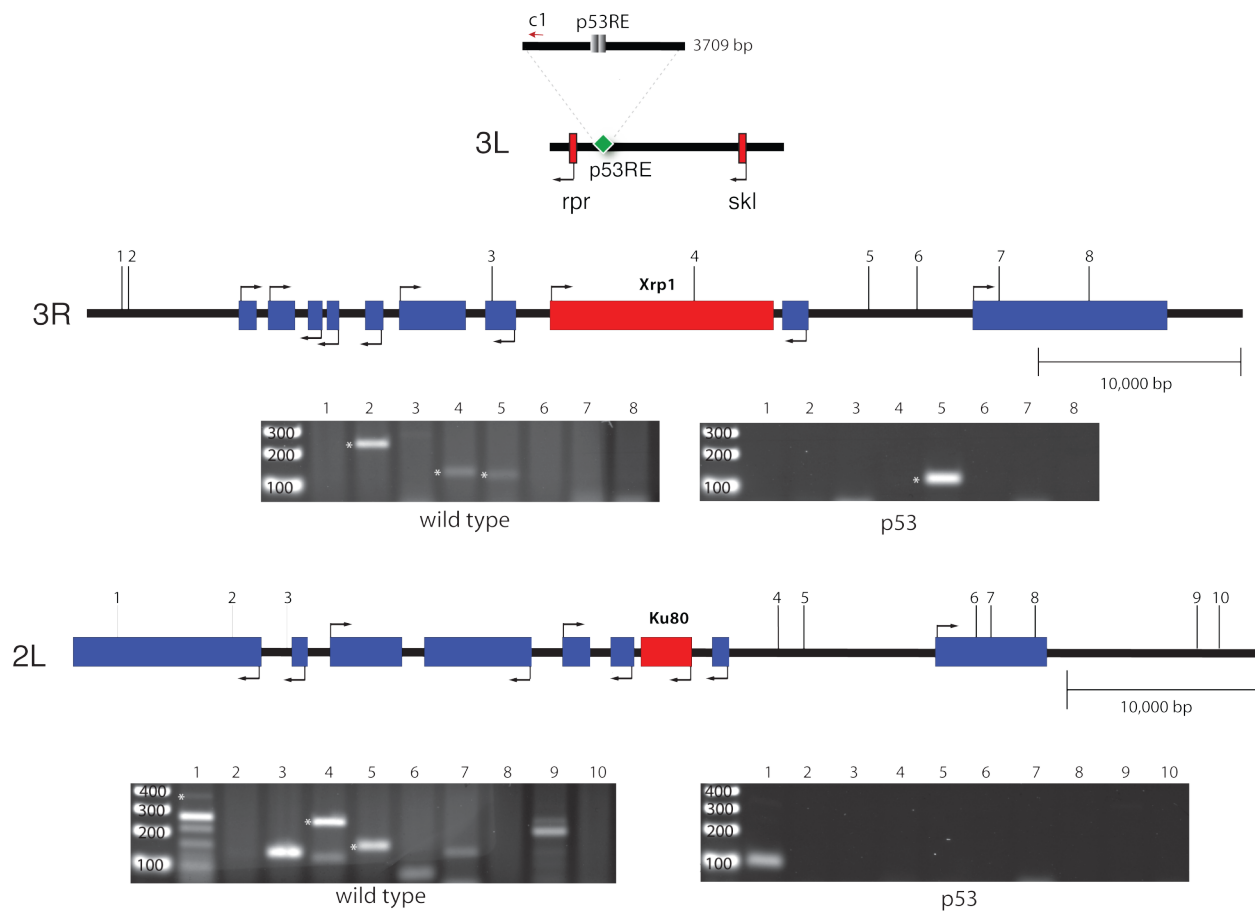 c1 p53RE
3709 bp
3L
p53RE
rpr skl
1 2 3 4 5 6 7 8
Xrp1
3R
10,000 bp
1 2 3 4 5 6 7 8
300
200
100
* * *
wild type
1 2 3 4 5 6 7 8
300
200
100
*
p53
1 2 3 4 5 6 7 8 9 10
Ku80
2L
10,000 bp
1 2 3 4 5 6 7 8 9 10
400
300
200
100
* * *
wild type
1 2 3 4 5 6 7 8 9 10
400
300
200
100
p53